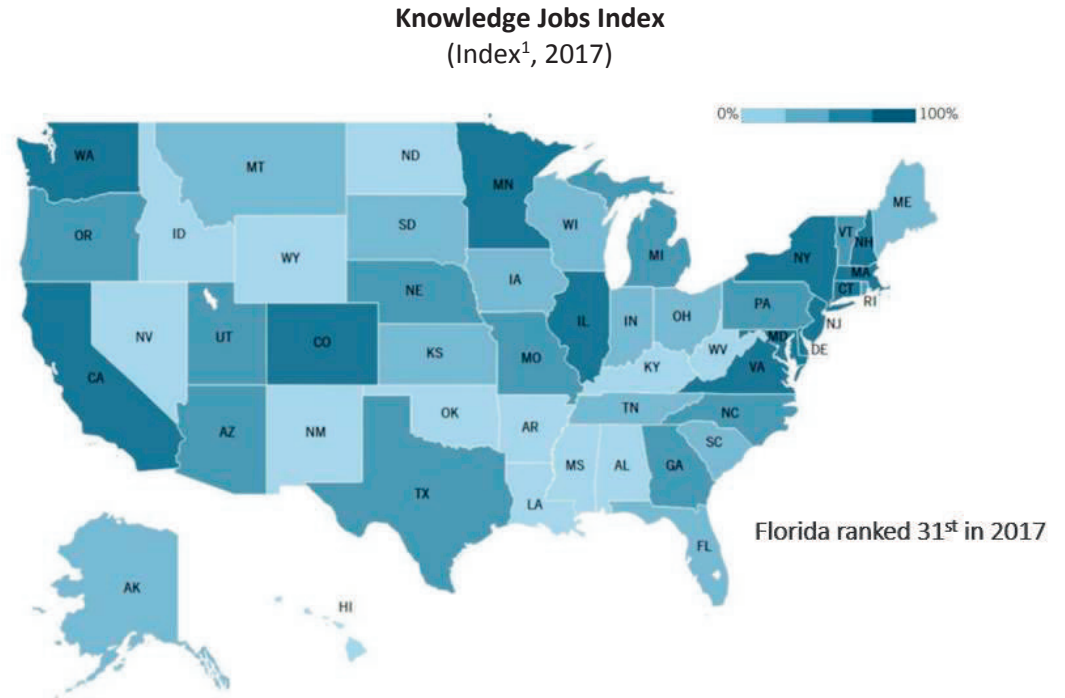 Knowledge Jobs Index
(Index¹, 2017)
0% 100%
WA
MT
ND
MN
ME
OR
ID
SD
WI
VT
NH
WY
MI
NY
MA
NE
IA
CT
RI
PA
NV
UT
CO
IL
IN
OH
NJ
KS
MO
WV
MD
DE
CA
KY
VA
AZ
NM
OK
AR
TN
NC
SC
TX
MS
AL
GA
LA
Florida ranked 31ˢᵗ in 2017
FL
AK
HI